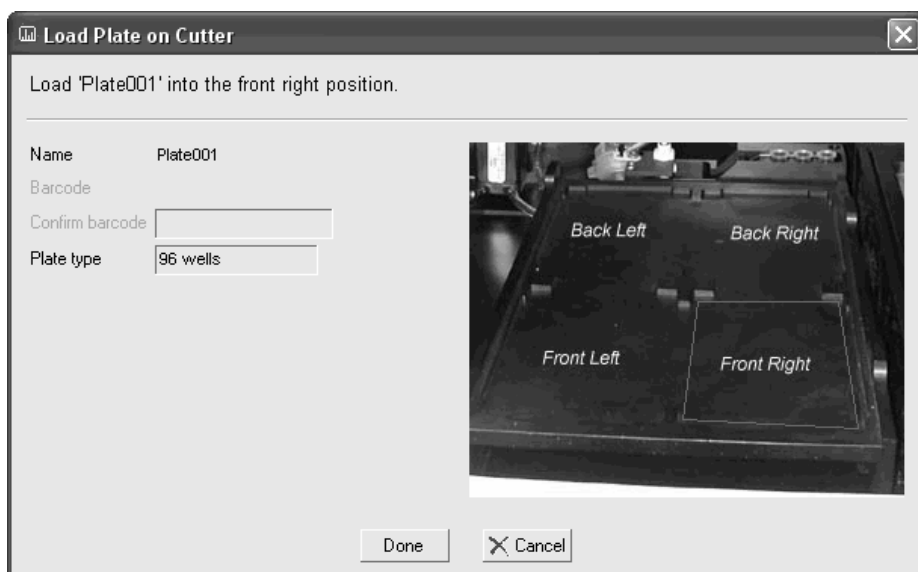 Load Plate on Cutter
Load 'Plate001' into the front right position.
Name Plate001
Barcode
Confirm barcode
Plate type 96 wells
Back Left Back Right
Front Left Front Right
Done Cancel